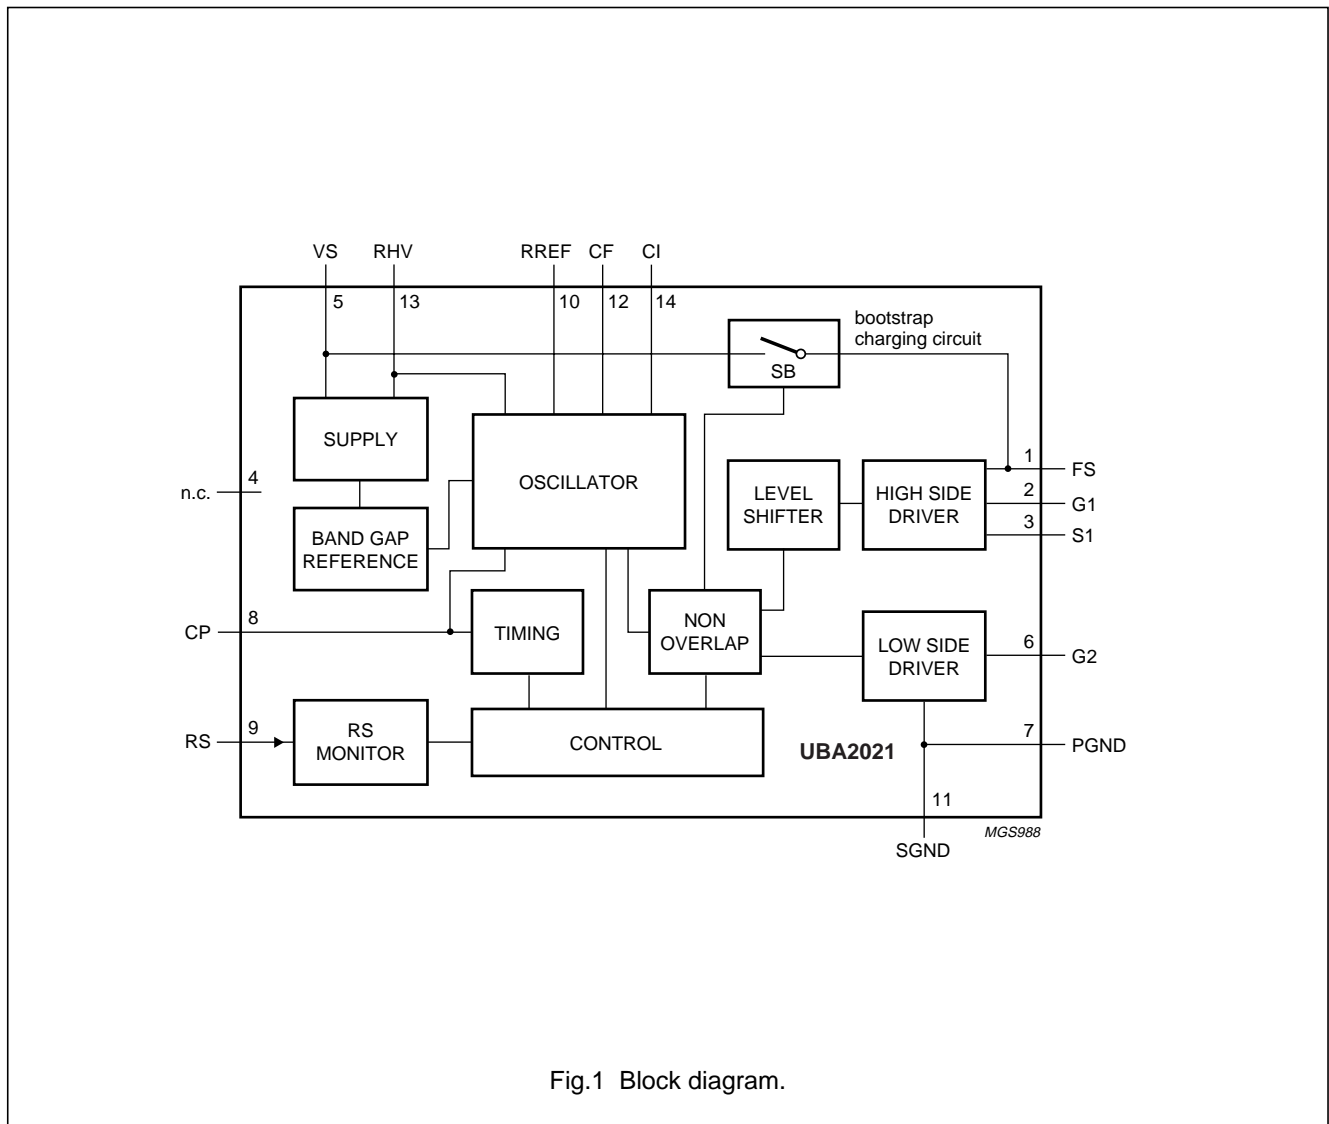 VS RHV RREF CF CI
5 13 10 12 14
bootstrap
charging circuit
SB
SUPPLY
OSCILLATOR
BAND GAP
REFERENCE
LEVEL
SHIFTER
HIGH SIDE
DRIVER
1 FS
2 G1
3 S1
n.c. 4
CP 8
TIMING
NON
OVERLAP
LOW SIDE
DRIVER
6 G2
RS 9
RS
MONITOR
CONTROL
UBA2021
7 PGND
11
SGND
MGS988
Fig.1 Block diagram.